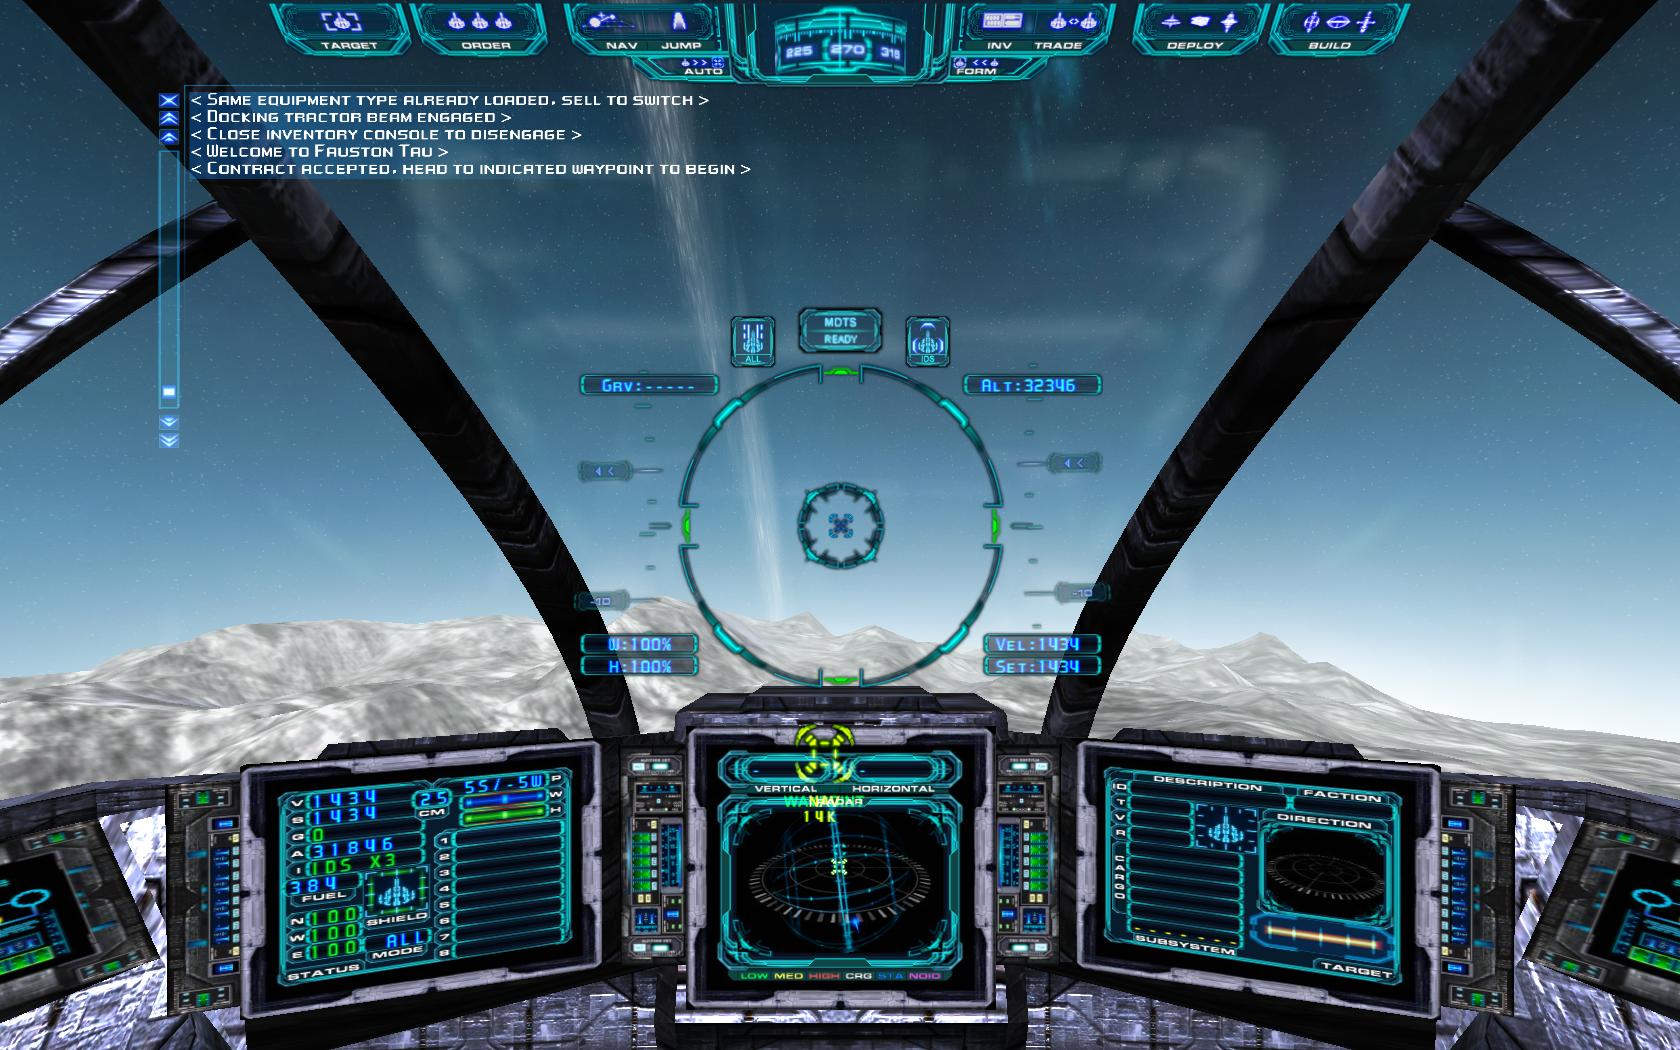 TARGET
ORDER
NAV JUMP
AUTO
225 270 315
INV TRADE
FORM
DEPLOY
BUILD
< SAME EQUIPMENT TYPE ALREADY LOADED, SELL TO SWITCH >
< DOCKING TRACTOR BEAM ENGAGED >
< CLOSE INVENTORY CONSOLE TO DISENGAGE >
< WELCOME TO FAUSTON TAU >
< CONTRACT ACCEPTED, HEAD TO INDICATED WAYPOINT TO BEGIN >
ALL
MDTS
READY
IDS
GRV:-----
ALT:32346
-10
-10
W:100%
H:100%
VEL:1434
SET:1434
V 1434
S 1434
G 0
A 31846
I IDS X3
384
FUEL
N 100
W 100
E 100
STATUS
25
CM
SHIELD
ALL
MODE
5S/-5W
P
W
H
1
2
3
4
5
6
7
8
VERTICAL HORIZONTAL
NAV
14K
LOW MED HIGH CRG STA NOID
DESCRIPTION
FACTION
DIRECTION
ID
T
V
R
CARGO
SUBSYSTEM
TARGET